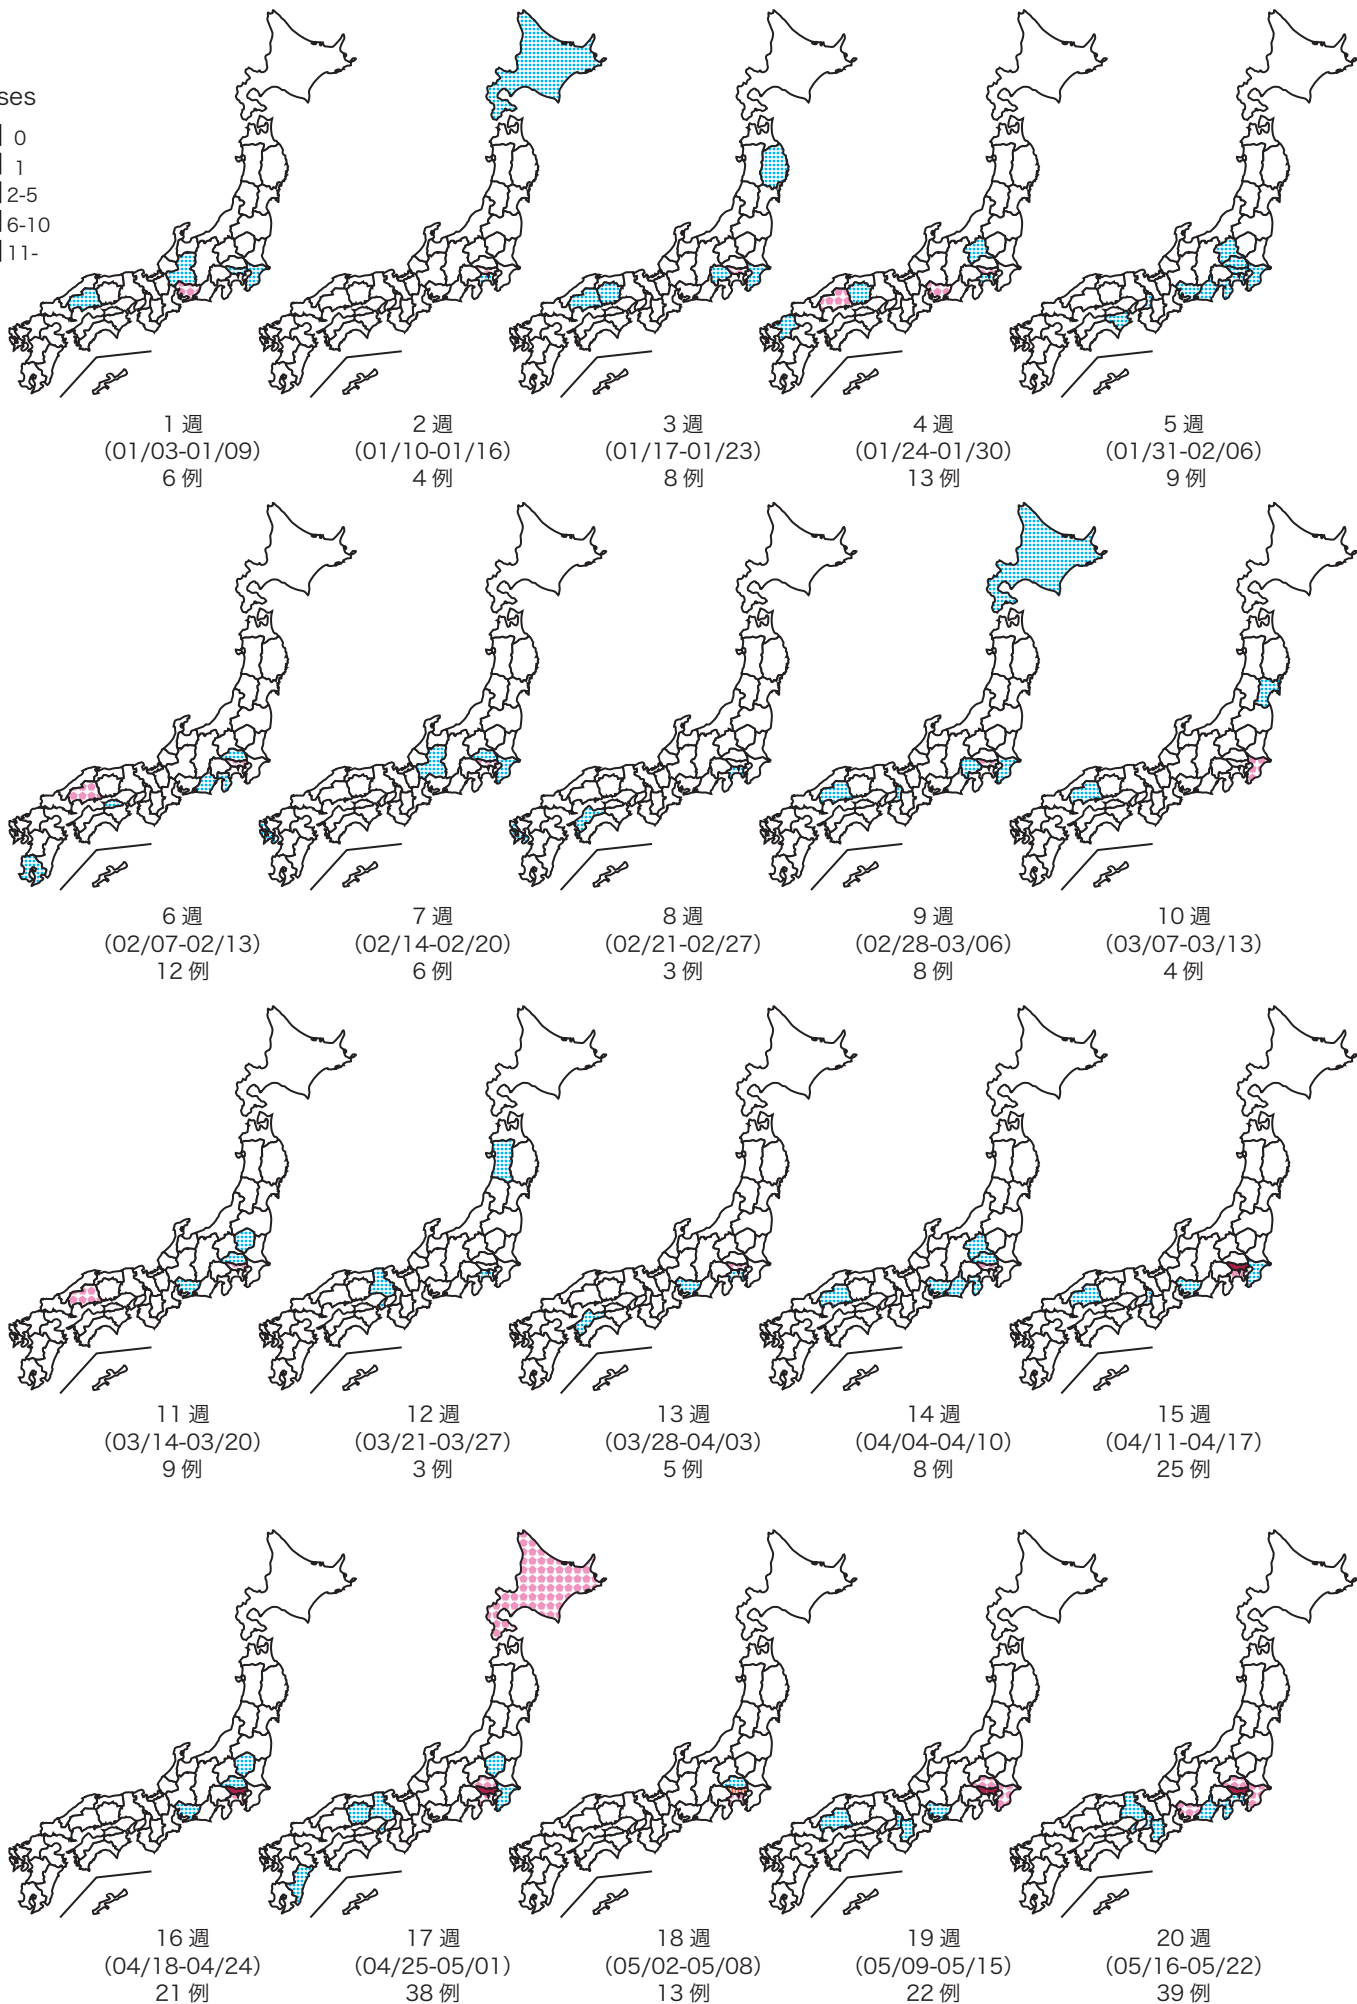 ses
0
1
2-5
6-10
11-
1 週
(01/03-01/09)
6 例
2 週
(01/10-01/16)
4 例
3 週
(01/17-01/23)
8 例
4 週
(01/24-01/30)
13 例
5 週
(01/31-02/06)
9 例
6 週
(02/07-02/13)
12 例
7 週
(02/14-02/20)
6 例
8 週
(02/21-02/27)
3 例
9 週
(02/28-03/06)
8 例
10 週
(03/07-03/13)
4 例
11 週
(03/14-03/20)
9 例
12 週
(03/21-03/27)
3 例
13 週
(03/28-04/03)
5 例
14 週
(04/04-04/10)
8 例
15 週
(04/11-04/17)
25 例
16 週
(04/18-04/24)
21 例
17 週
(04/25-05/01)
38 例
18 週
(05/02-05/08)
13 例
19 週
(05/09-05/15)
22 例
20 週
(05/16-05/22)
39 例